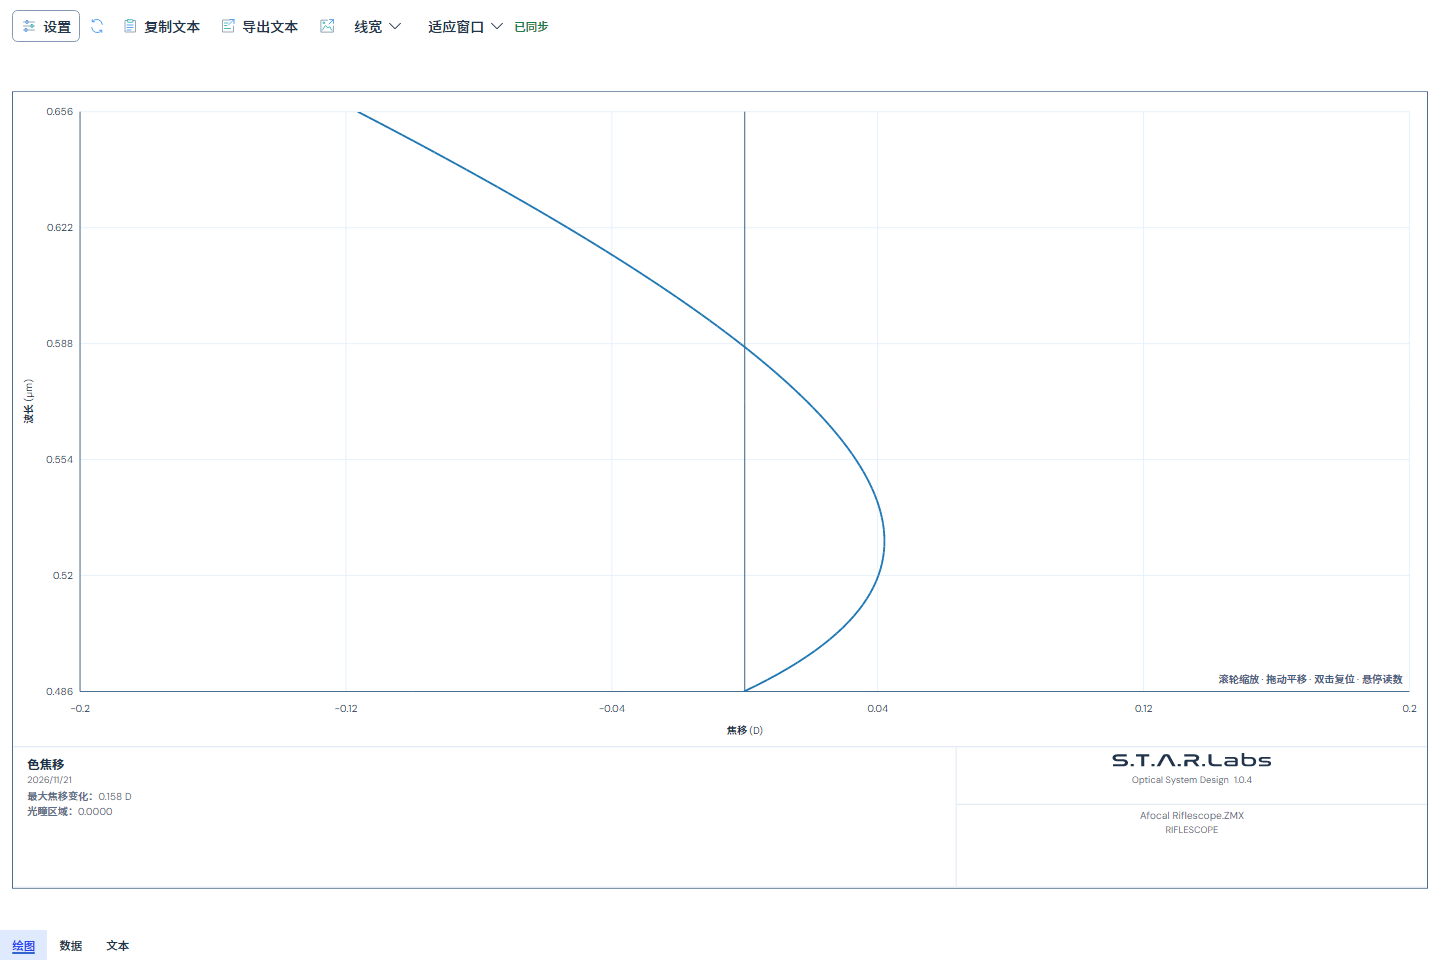 设置 复制文本 导出文本 线宽 适应窗口 已同步
0.656
0.622
0.588
0.554
0.52
0.486
波长 (μm)
滚轮缩放 · 拖动平移 · 双击复位 · 悬停读数
-0.2 -0.12 -0.04 0.04 0.12 0.2
焦移 (D)
色焦移
2026/11/21
最大焦移变化: 0.158 D
光瞳区域: 0.0000
S.T.A.R.Labs
Optical System Design 1.0.4
Afocal Riflescope.ZMX
RIFLESCOPE
绘图 数据 文本